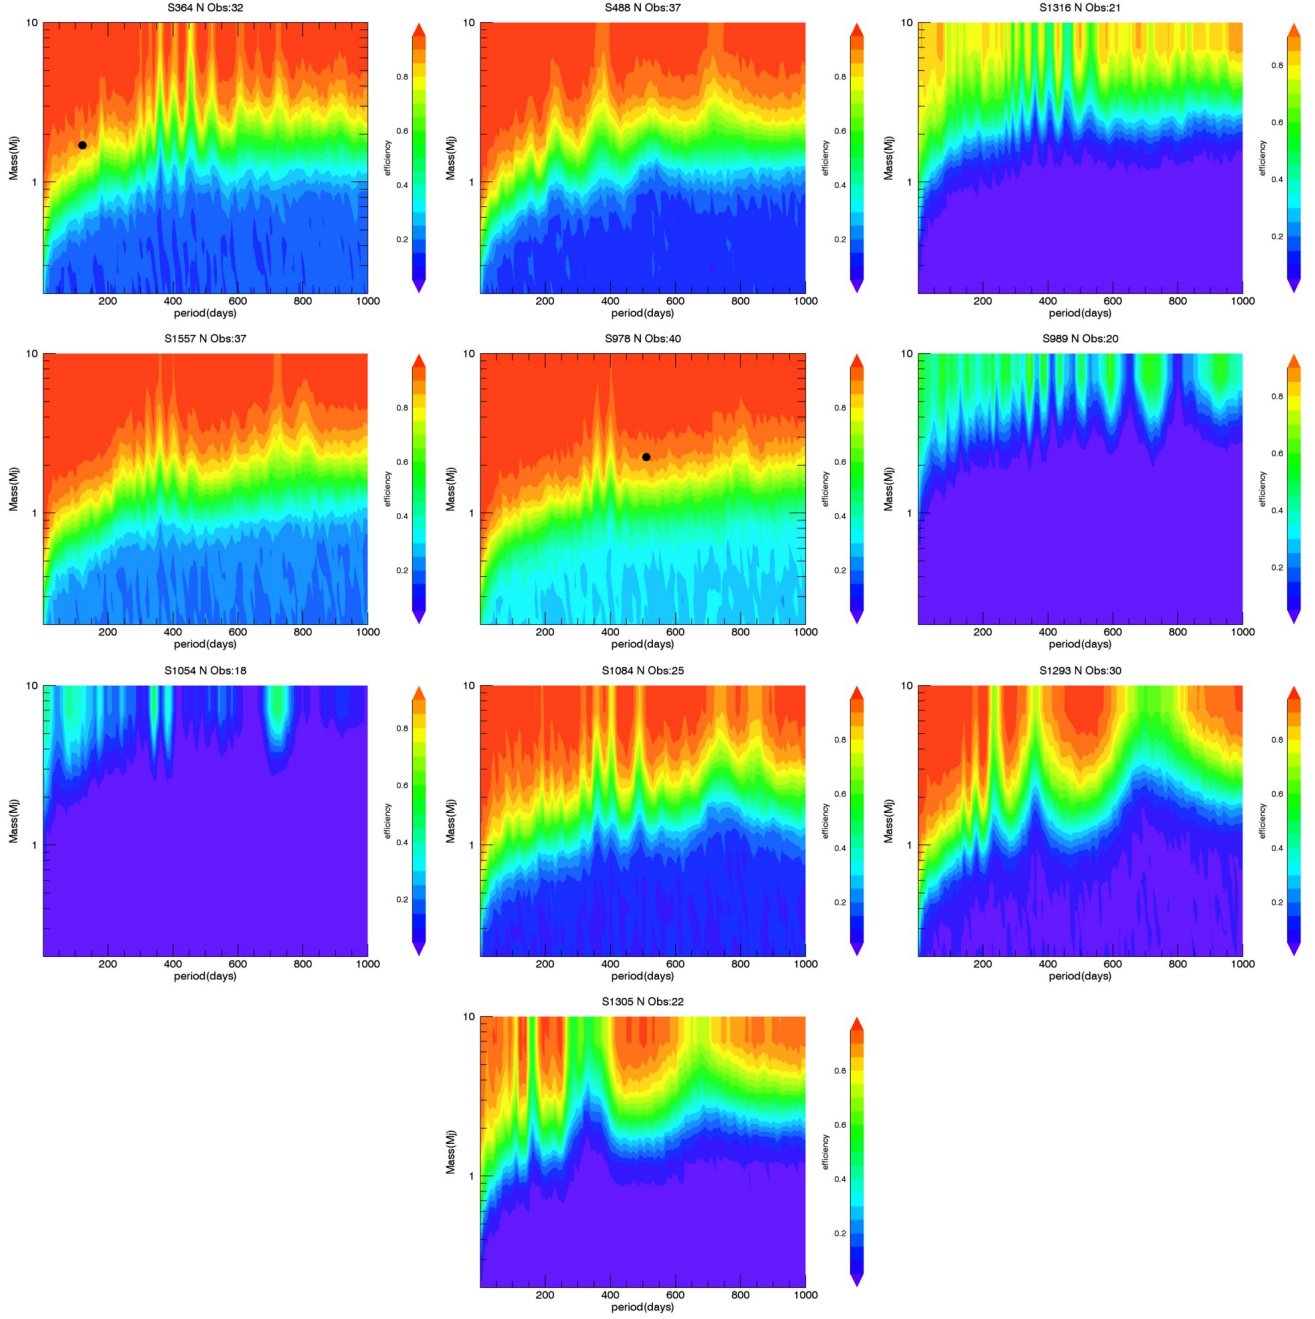 S364 N Obs:32
S488 N Obs:37
S1316 N Obs:21
10
1
Mass(Mj)
200 400 600 800 1000
period(days)
0.8
0.6
0.4
0.2
efficiency
10
1
Mass(Mj)
200 400 600 800 1000
period(days)
0.8
0.6
0.4
0.2
efficiency
10
1
Mass(Mj)
200 400 600 800 1000
period(days)
0.8
0.6
0.4
0.2
efficiency
S1557 N Obs:37
S978 N Obs:40
S989 N Obs:20
10
1
Mass(Mj)
200 400 600 800 1000
period(days)
0.8
0.6
0.4
0.2
efficiency
10
1
Mass(Mj)
200 400 600 800 1000
period(days)
0.8
0.6
0.4
0.2
efficiency
10
1
Mass(Mj)
200 400 600 800 1000
period(days)
0.8
0.6
0.4
0.2
efficiency
S1054 N Obs:18
S1084 N Obs:25
S1293 N Obs:30
10
1
Mass(Mj)
200 400 600 800 1000
period(days)
0.8
0.6
0.4
0.2
efficiency
10
1
Mass(Mj)
200 400 600 800 1000
period(days)
0.8
0.6
0.4
0.2
efficiency
10
1
Mass(Mj)
200 400 600 800 1000
period(days)
0.8
0.6
0.4
0.2
efficiency
S1305 N Obs:22
10
1
Mass(Mj)
200 400 600 800 1000
period(days)
0.8
0.6
0.4
0.2
efficiency